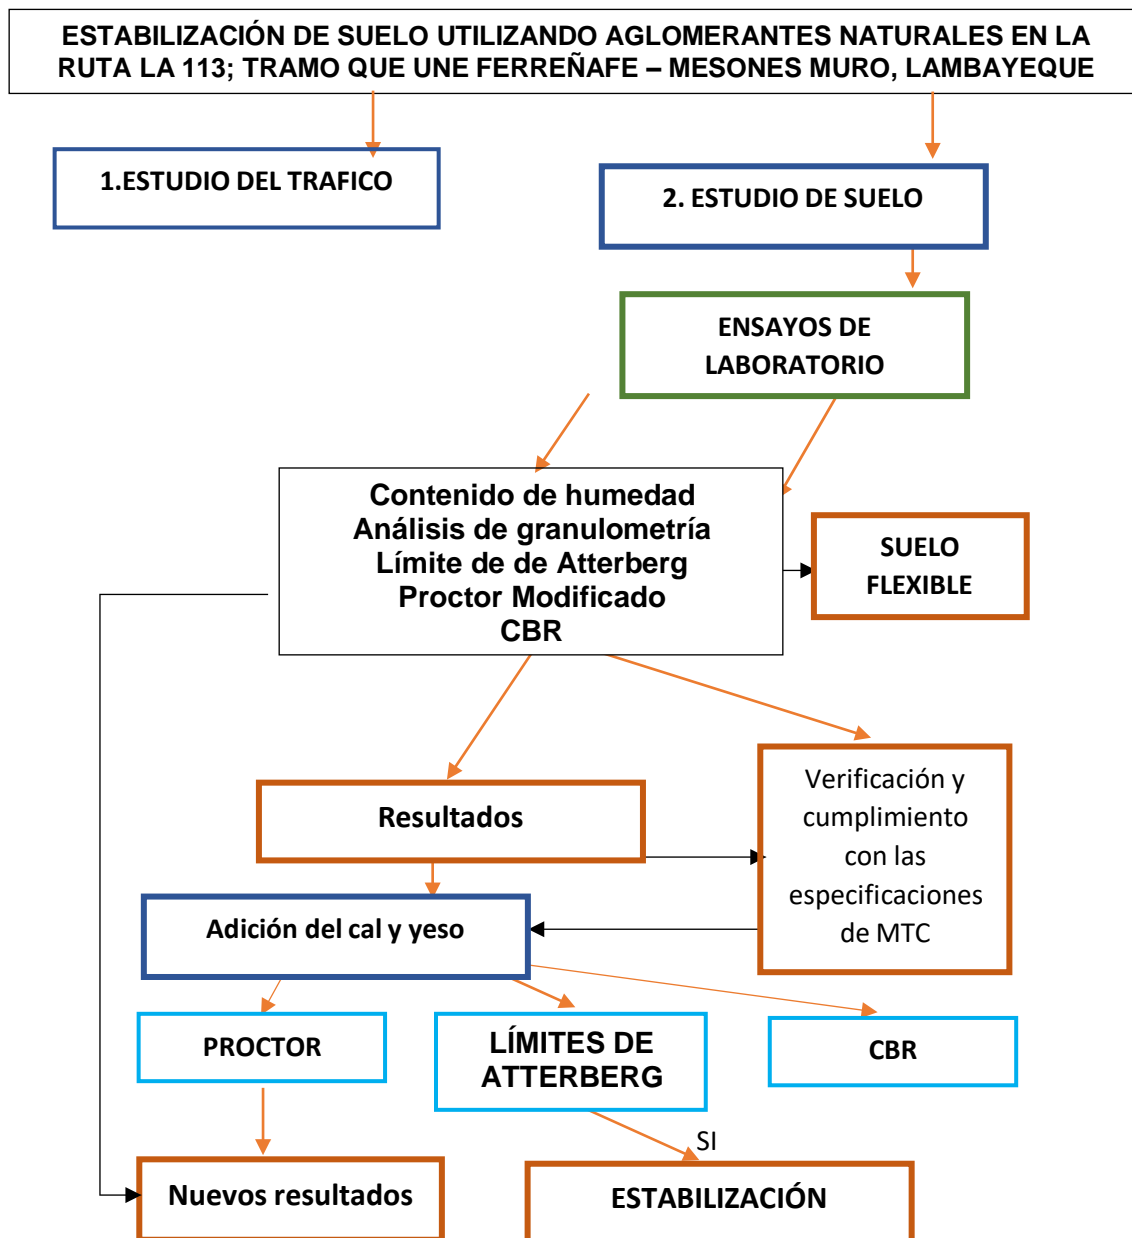 ESTABILIZACIÓN DE SUELO UTILIZANDO AGLOMERANTES NATURALES EN LA
RUTA LA 113; TRAMO QUE UNE FERREÑAFE – MESONES MURO, LAMBAYEQUE
1.ESTUDIO DEL TRAFICO
2. ESTUDIO DE SUELO
ENSAYOS DE
LABORATORIO
Contenido de humedad
Análisis de granulometría
Límite de de Atterberg
Proctor Modificado
CBR
SUELO
FLEXIBLE
Resultados
Verificación y
cumplimiento
con las
especificaciones
de MTC
Adición del cal y yeso
PROCTOR
LÍMITES DE
ATTERBERG
CBR
SI
Nuevos resultados
ESTABILIZACIÓN